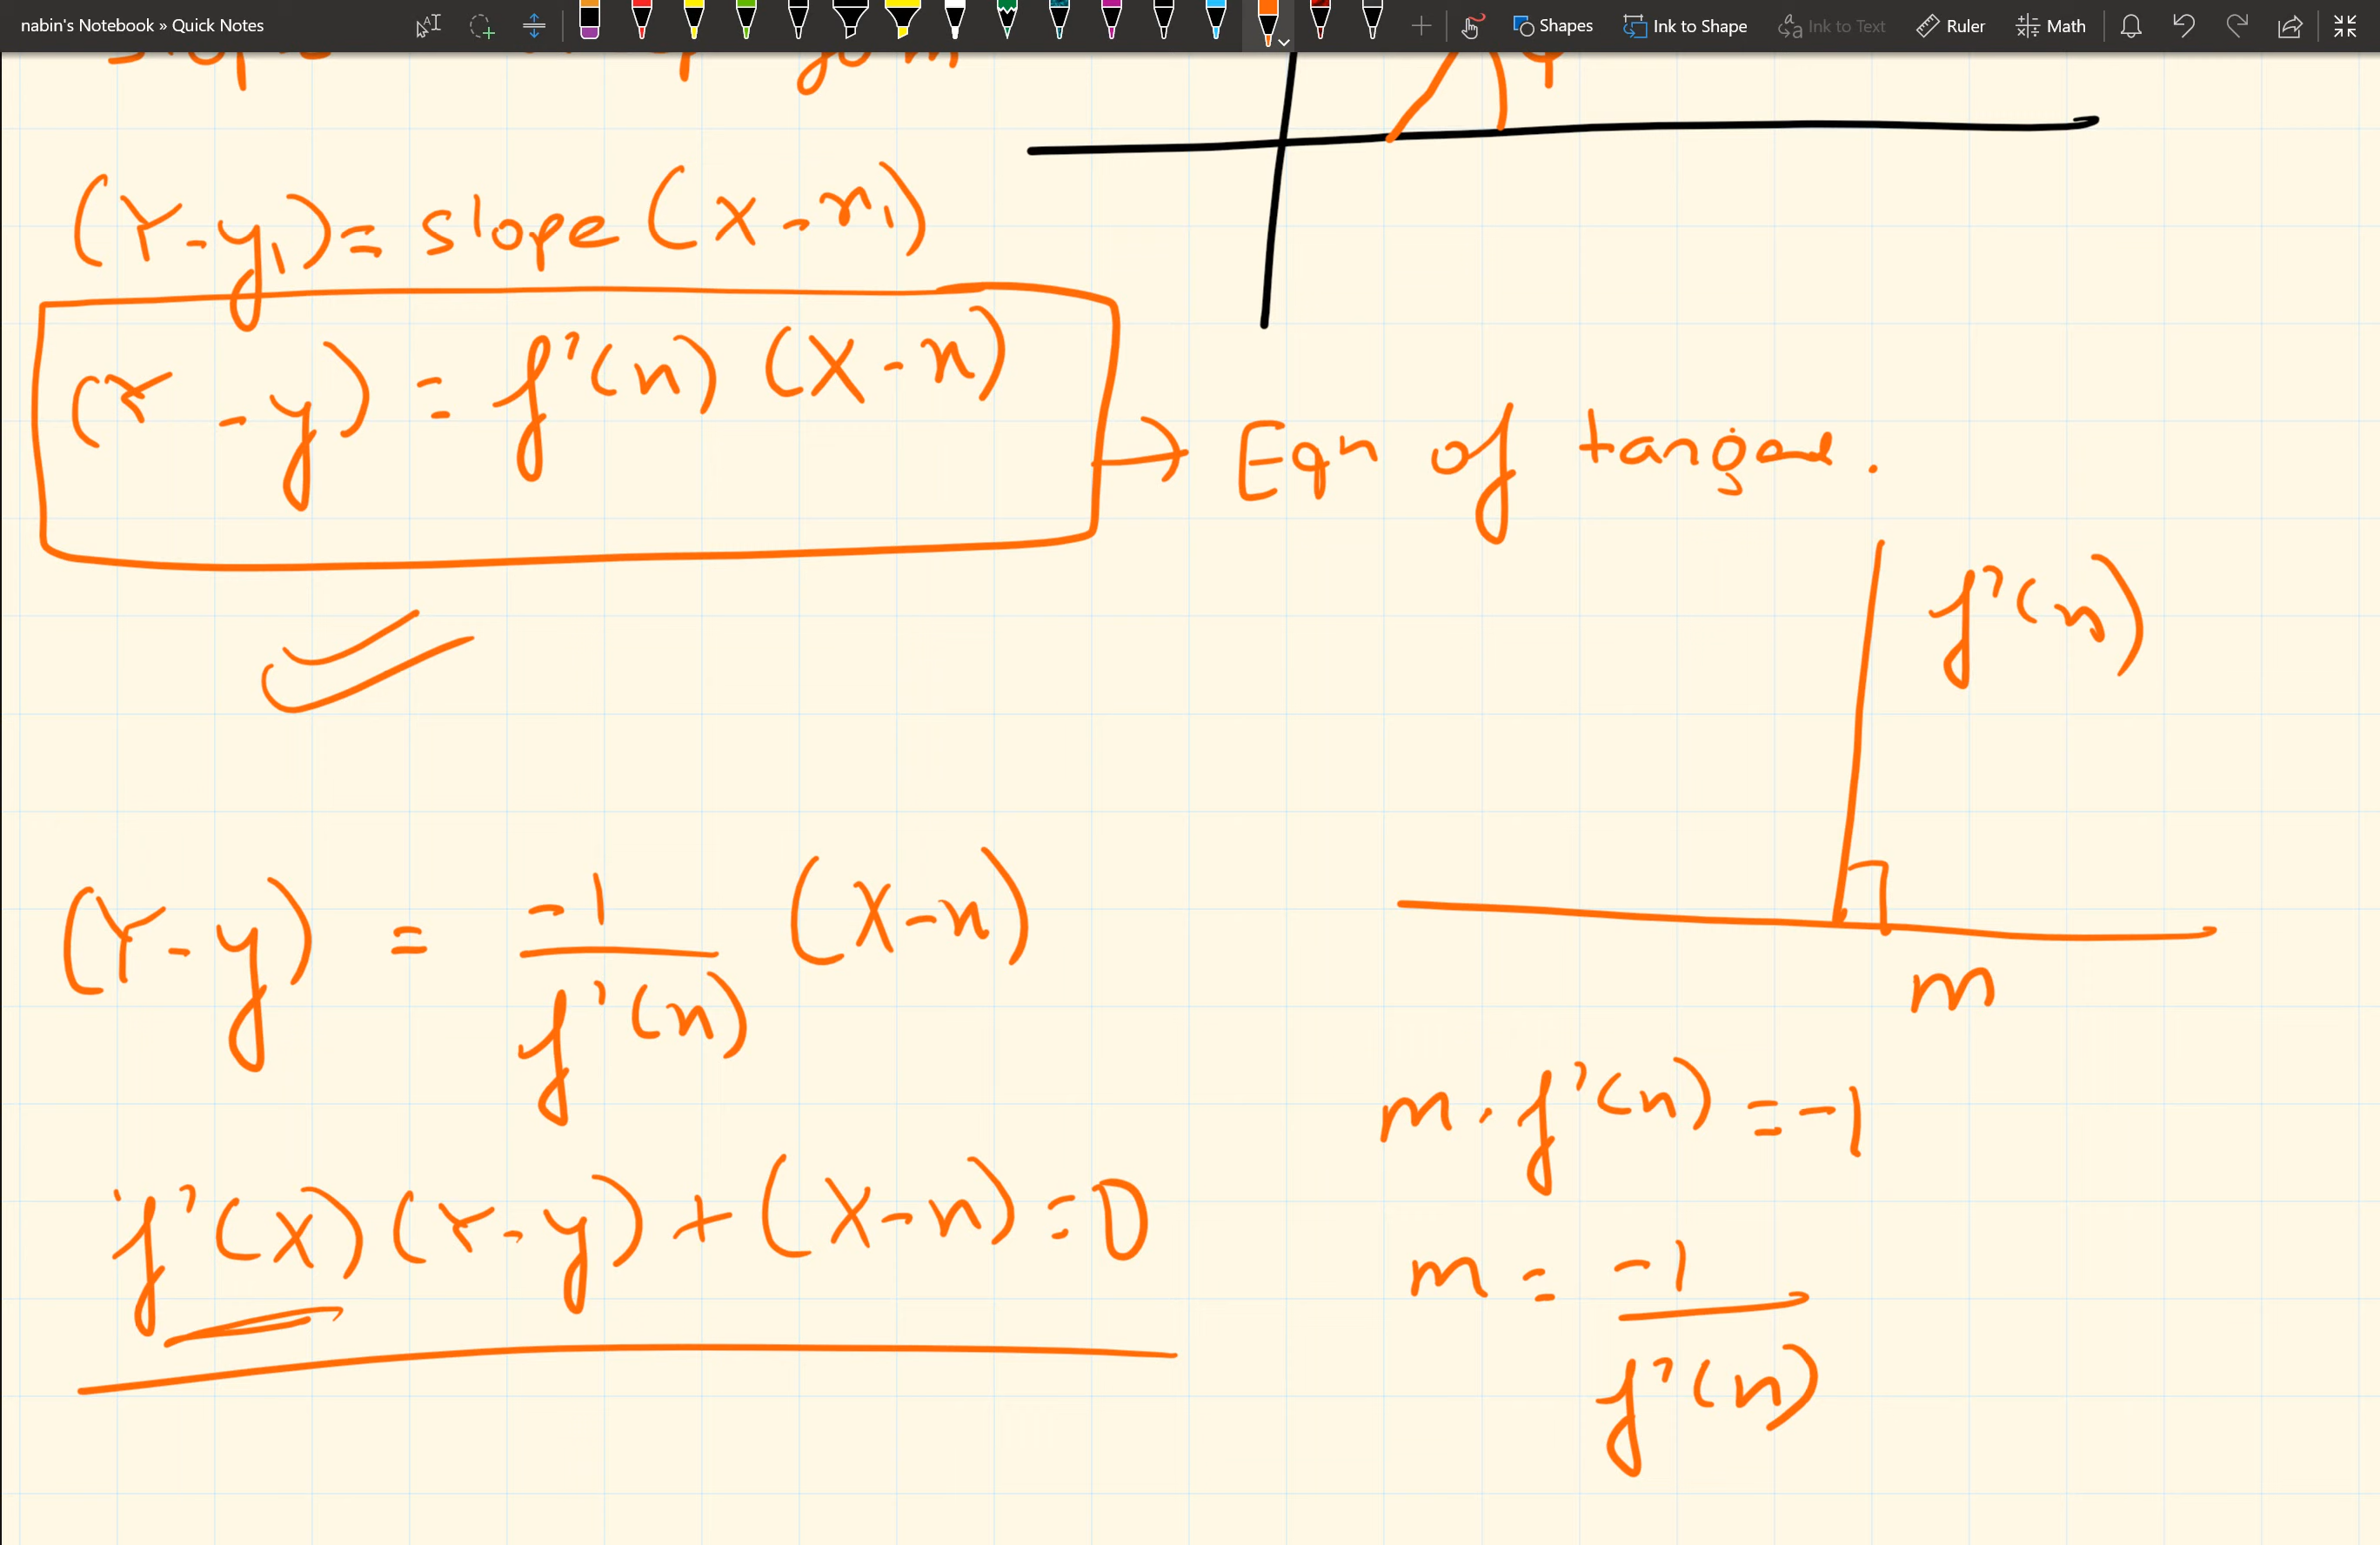 nabin's Notebook » Quick Notes Shapes Ink to Shape Ink to Text Ruler Math
(Y-y₁) = slope (X-x₁)
(Y-y) = f'(x) (X-x)
→ Eqn of tangent.
f'(x)
m
(Y-y) = -1/f'(x) (X-x)
m · f'(x) = -1
f'(x) (Y-y) + (X-x) = 0
m = -1/f'(x)